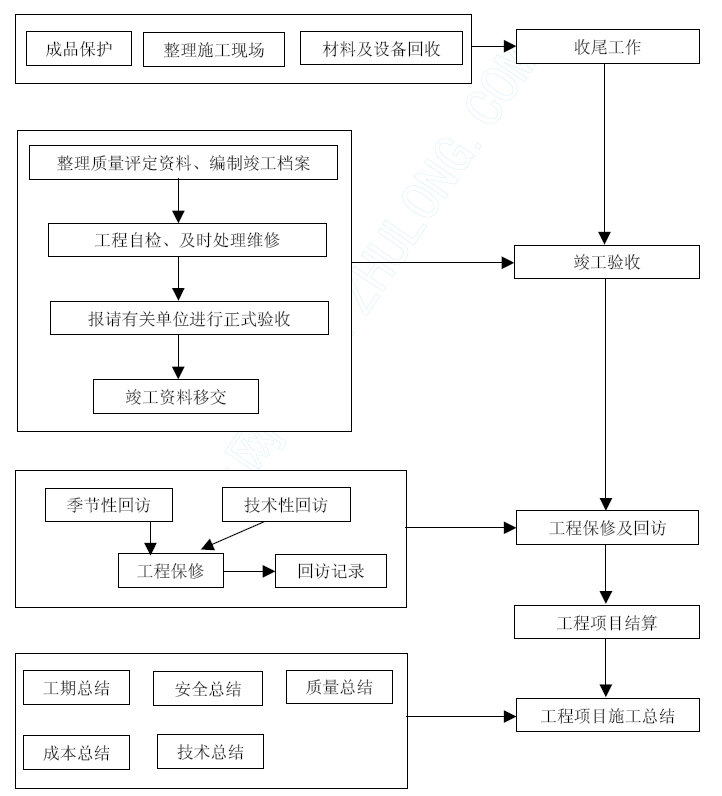 成品保护
整理施工现场
材料及设备回收
收尾工作
整理质量评定资料、编制竣工档案
工程自检、及时处理维修
报请有关单位进行正式验收
竣工资料移交
竣工验收
季节性回访
技术性回访
工程保修
回访记录
工程保修及回访
工程项目结算
工期总结
安全总结
质量总结
成本总结
技术总结
工程项目施工总结
网
ZHULONG.COM